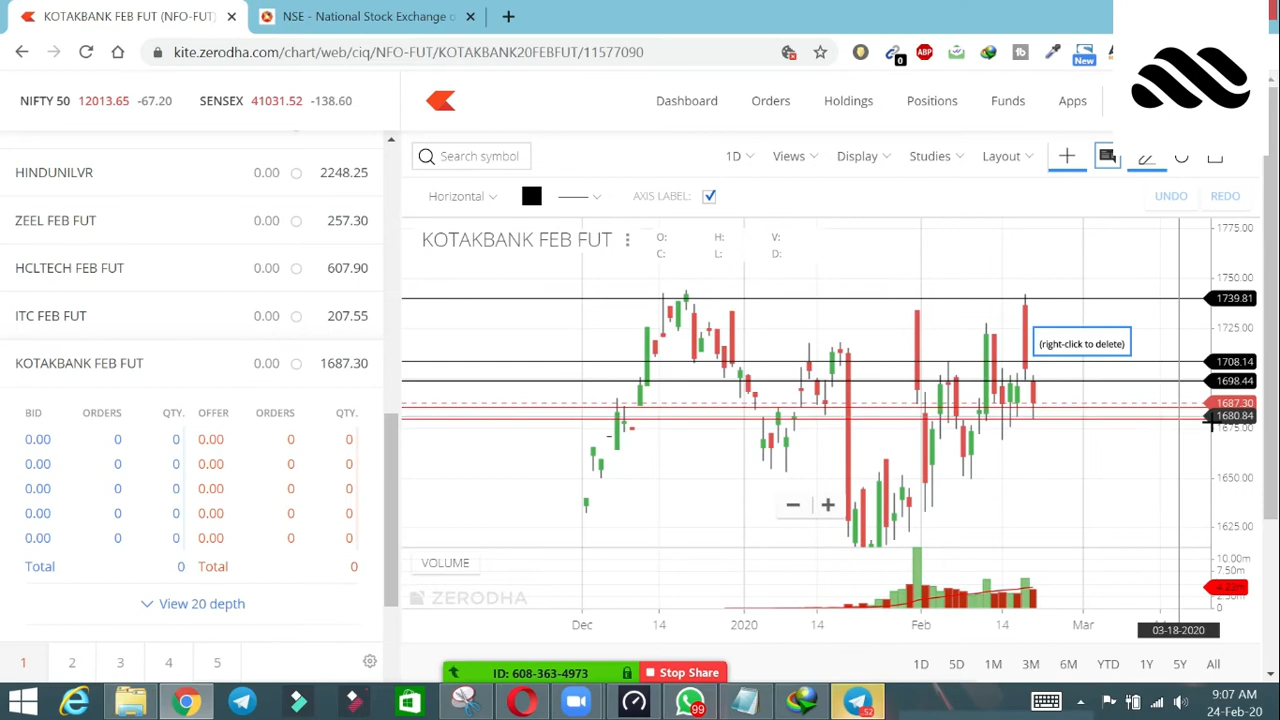 KOTAKBANK FEB FUT (NFO-FUT)
NSE - National Stock Exchange o
kite.zerodha.com/chart/web/ciq/NFO-FUT/KOTAKBANK20FEBFUT/11577090
0
ABP
fb
New
NIFTY 50 12013.65 -67.20 SENSEX 41031.52 -138.60
Dashboard Orders Holdings Positions Funds Apps
Search symbol
1D Views Display Studies Layout
Horizontal AXIS LABEL: UNDO REDO
HINDUNILVR 0.00 2248.25
ZEEL FEB FUT 0.00 257.30
HCLTECH FEB FUT 0.00 607.90
ITC FEB FUT 0.00 207.55
KOTAKBANK FEB FUT 0.00 1687.30
BID ORDERS QTY. OFFER ORDERS QTY.
0.00 0 0 0.00 0 0
0.00 0 0 0.00 0 0
0.00 0 0 0.00 0 0
0.00 0 0 0.00 0 0
0.00 0 0 0.00 0 0
Total 0 Total 0
View 20 depth
1 2 3 4 5
KOTAKBANK FEB FUT
O: H: V:
C: L: D:
(right-click to delete)
1775.00
1750.00
1739.81
1725.00
1708.14
1698.44
1687.30
1680.84
1675.00
1650.00
1625.00
10.00m
7.50m
0
VOLUME
ZERODHA
Dec 14 2020 14 Feb 14 Mar
03-18-2020
1D 5D 1M 3M 6M YTD 1Y 5Y All
ID: 608-363-4973 Stop Share
99
52
9:07 AM
24-Feb-20